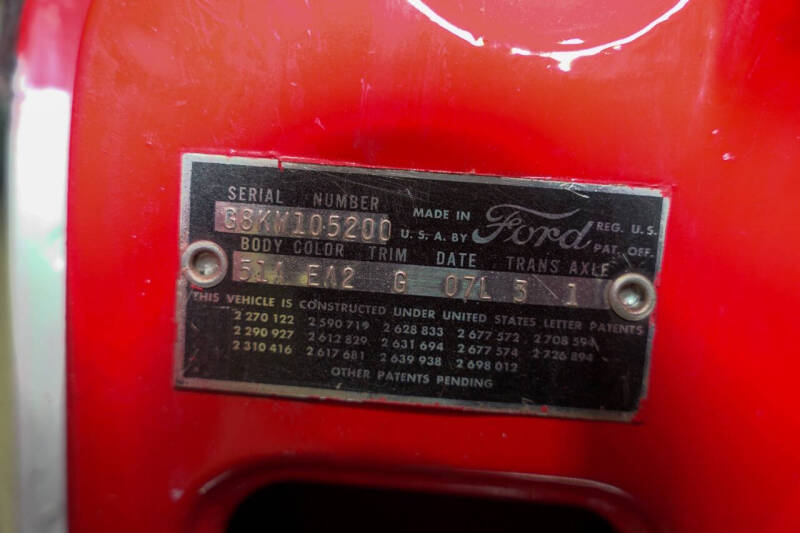 SERIAL NUMBER
G8KW105200
MADE IN
U.S.A. BY
Ford
REG. U.S.
PAT. OFF.
BODY COLOR TRIM DATE TRANS AXLE
51A EA2 G 07L 3 1
THIS VEHICLE IS CONSTRUCTED UNDER UNITED STATES LETTER PATENTS
2 270 122 2 590 719 2 628 833 2 677 572 2 708 594
2 290 927 2 612 829 2 631 694 2 677 574 2 726 894
2 310 416 2 617 681 2 639 938 2 698 012
OTHER PATENTS PENDING